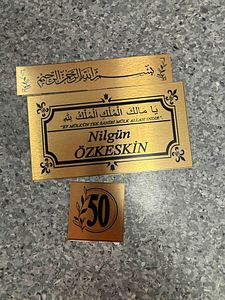 بسم الله الرحمن الرحيم
يا مالك الملك الملك لله
"EY MÜLKÜN TEK SAHİBİ MÜLK ALLAH'INDIR"
Nilgün
ÖZKESKİN
50